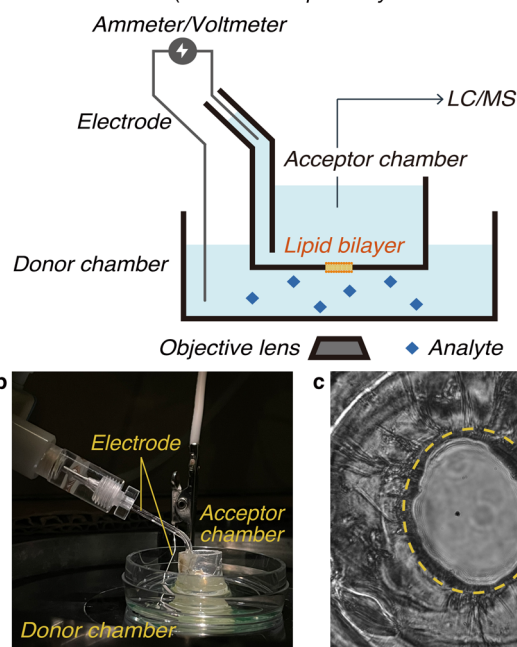 Ammeter/Voltmeter
Electrode
LC/MS
Acceptor chamber
Lipid bilayer
Donor chamber
Objective lens
Analyte
b
Electrode
Acceptor
chamber
Donor chamber
c